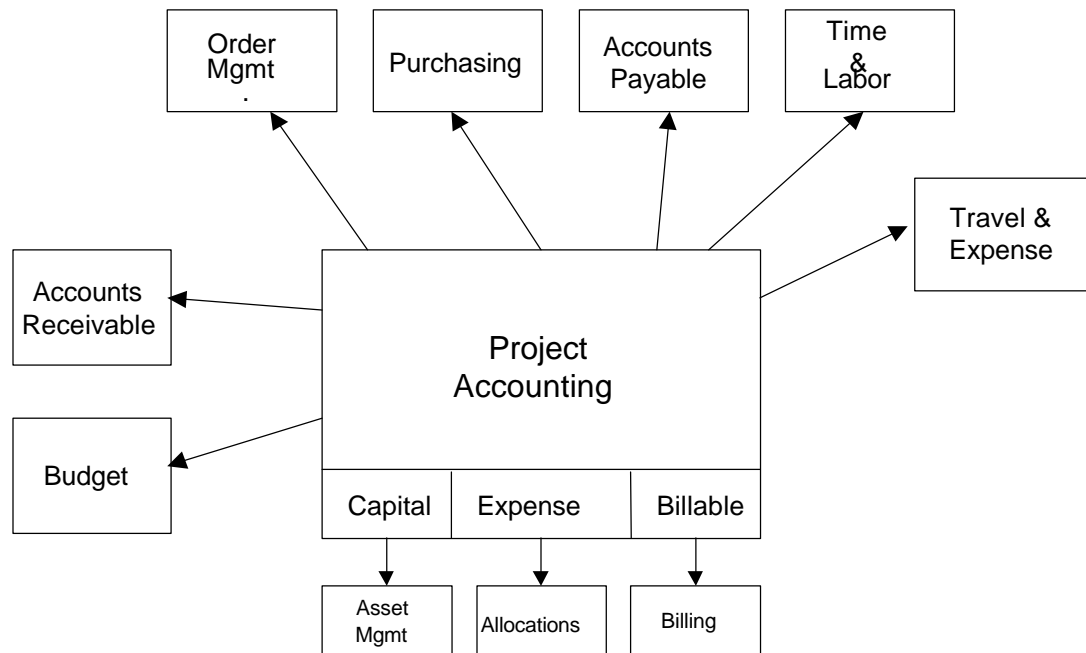 Order
Mgmt
.
Purchasing
Accounts
Payable
Time
&
Labor
Travel &
Expense
Accounts
Receivable
Project
Accounting
Budget
Capital
Expense
Billable
Asset
Mgmt
Allocations
Billing